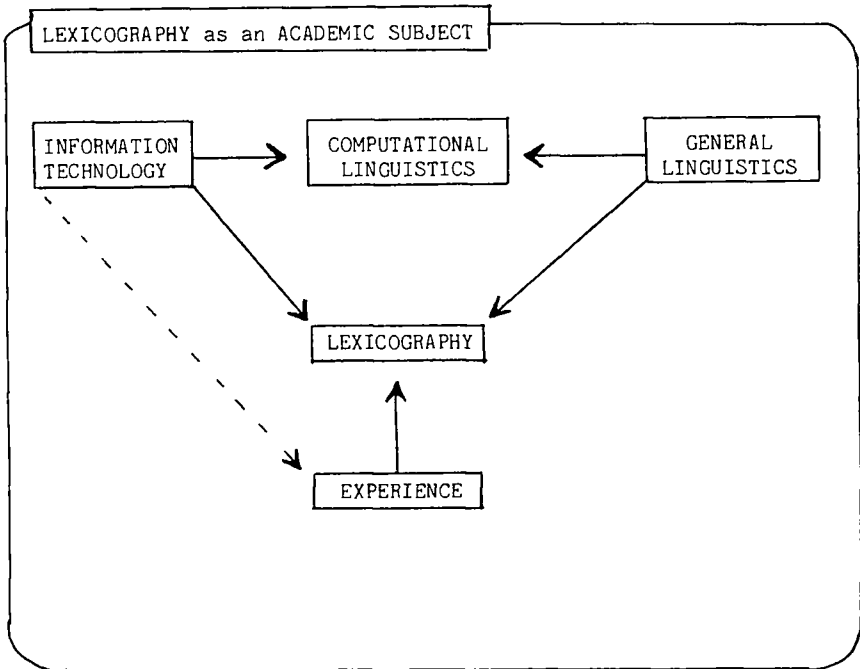 LEXICOGRAPHY as an ACADEMIC SUBJECT
INFORMATION
TECHNOLOGY
COMPUTATIONAL
LINGUISTICS
GENERAL
LINGUISTICS
LEXICOGRAPHY
EXPERIENCE